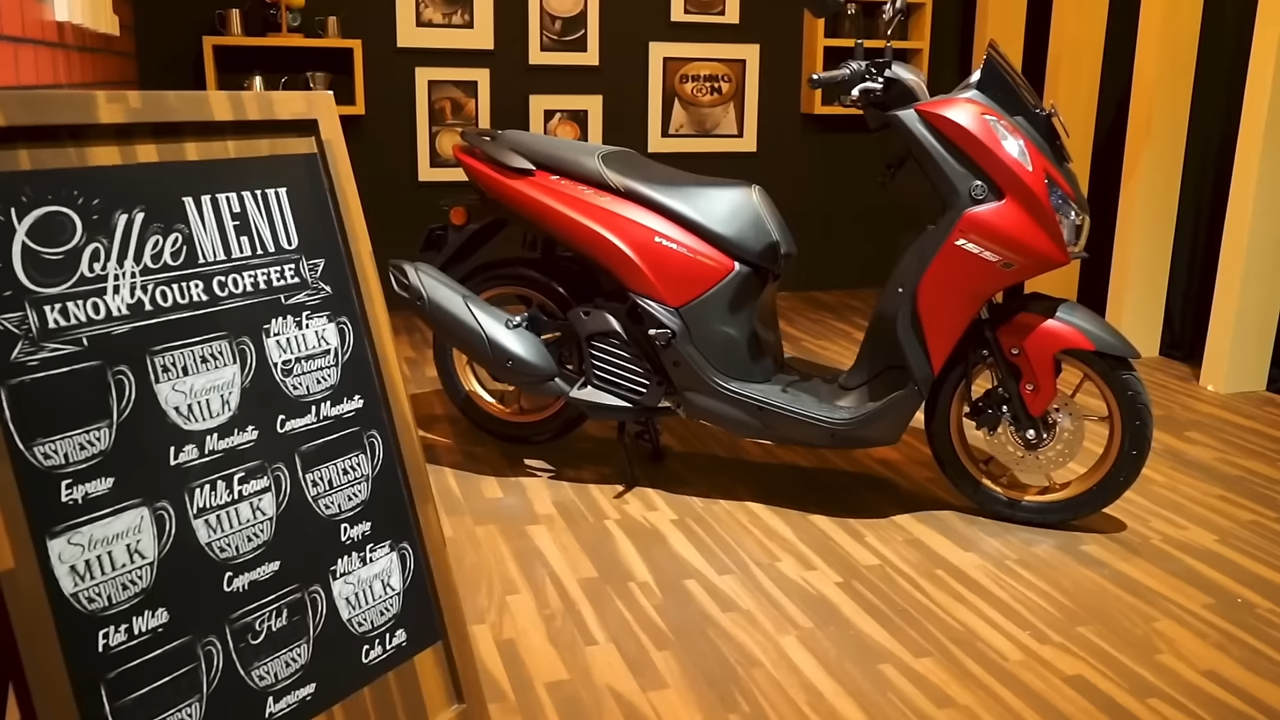 Coffee MENU
KNOW YOUR COFFEE
ESPRESSO
Espresso
ESPRESSO
Steamed
MILK
Latte Macchiato
Milk Foam
MILK
Caramel
ESPRESSO
Caramel Macchiato
Steamed
MILK
ESPRESSO
Flat White
Milk Foam
MILK
ESPRESSO
Cappuccino
ESPRESSO
ESPRESSO
Doppio
Hot
ESPRESSO
Americano
Milk Foam
Steamed
MILK
ESPRESSO
Cafe Latte
BRING
ON
VVA
155